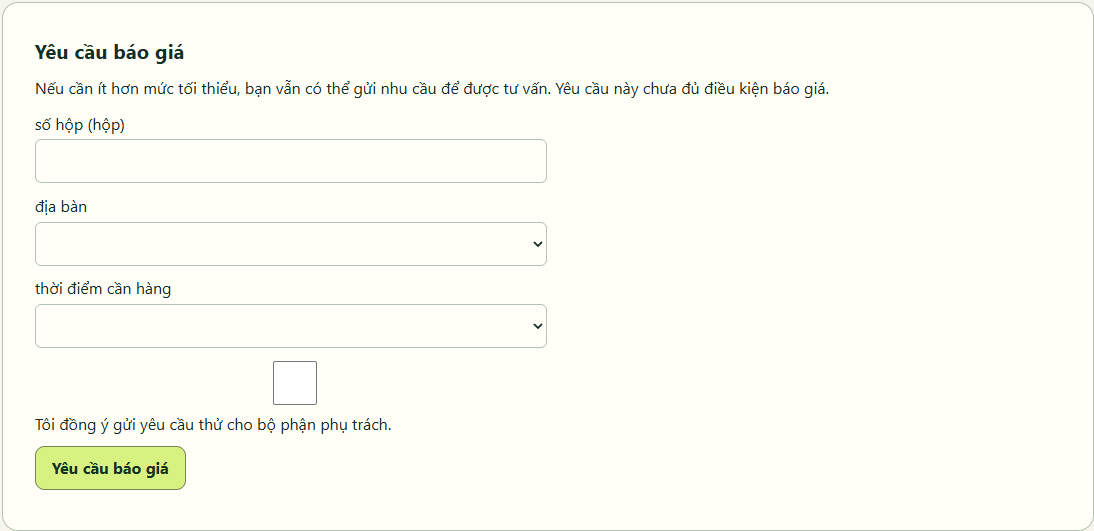 Yêu cầu báo giá
Nếu cần ít hơn mức tối thiểu, bạn vẫn có thể gửi nhu cầu để được tư vấn. Yêu cầu này chưa đủ điều kiện báo giá.
số hộp (hộp)
địa bàn
thời điểm cần hàng
Tôi đồng ý gửi yêu cầu thử cho bộ phận phụ trách.
Yêu cầu báo giá